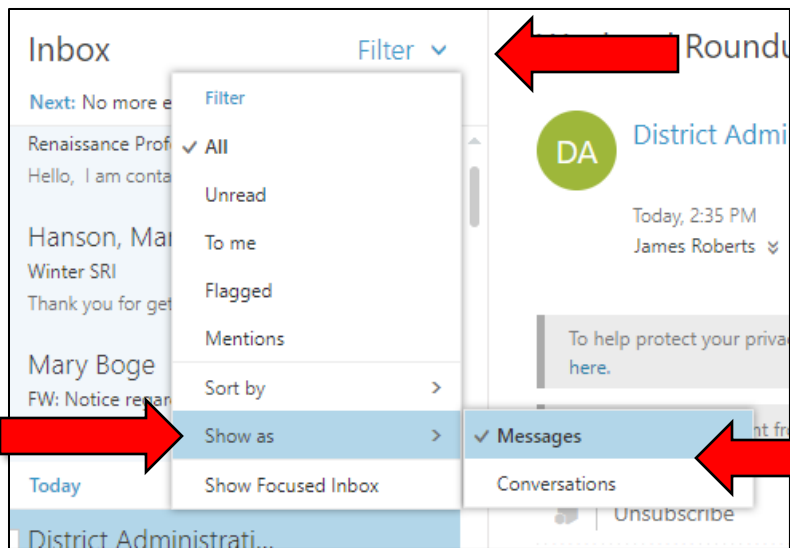 Inbox
Filter
Next: No more e
Renaissance Prof
Hello, I am conta
Hanson, Mar
Winter SRI
Thank you for get
Mary Boge
FW: Notice regar
Today
District Administrati...
Filter
All
Unread
To me
Flagged
Mentions
Sort by
Show as
Show Focused Inbox
Messages
Conversations
Roundu
DA
District Admi
Today, 2:35 PM
James Roberts
To help protect your priva
here.
nt fr
Unsubscribe